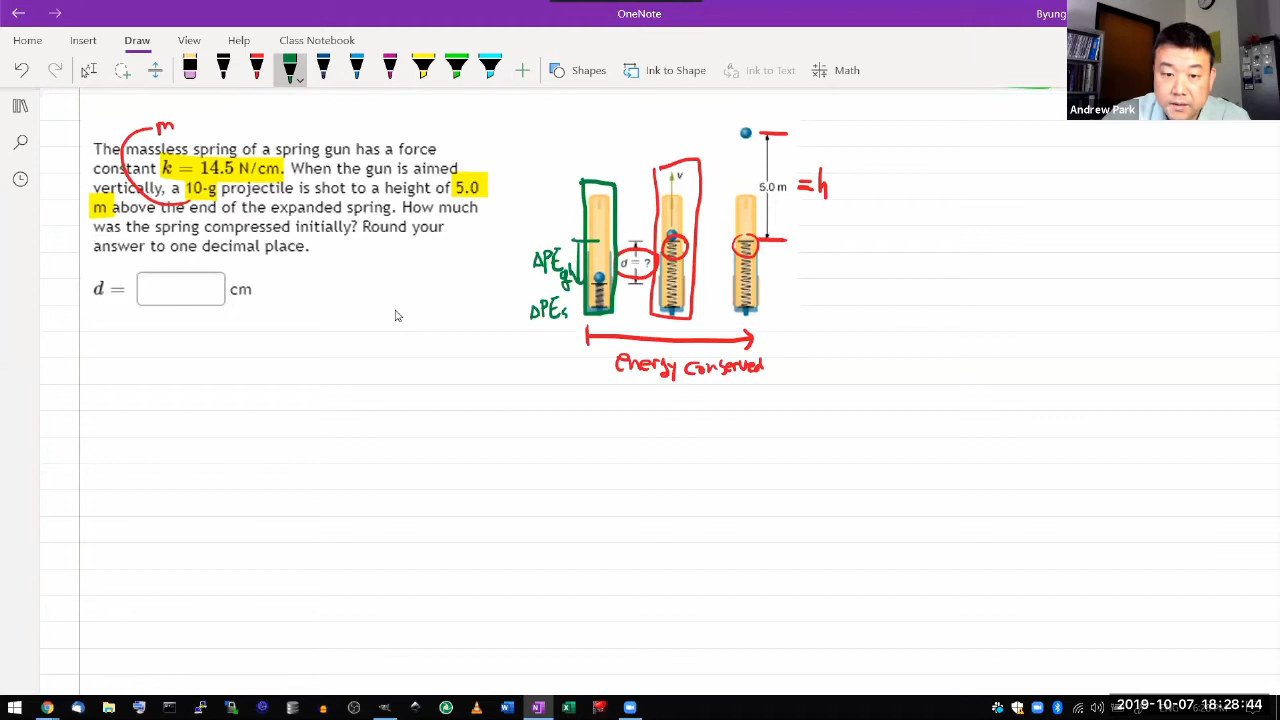 OneNote
Byung
Home
Insert
Draw
View
Help
Class Notebook
Shapes
Ink to Shape
Ink to Text
Math
Andrew Park
m
The massless spring of a spring gun has a force
constant k = 14.5 N/cm. When the gun is aimed
vertically, a 10-g projectile is shot to a height of 5.0
m above the end of the expanded spring. How much
was the spring compressed initially? Round your
answer to one decimal place.
d =
cm
v
5.0 m
= h
d = ?
ΔPEg
ΔPEs
Energy conserved
2019-10-07 18:28:44